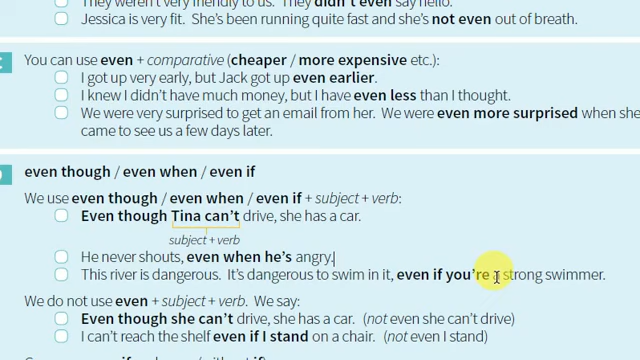 They weren't very friendly to us. They didn't even say hello.
Jessica is very fit. She's been running quite fast and she's not even out of breath.
You can use even + comparative (cheaper / more expensive etc.):
I got up very early, but Jack got up even earlier.
I knew I didn't have much money, but I have even less than I thought.
We were very surprised to get an email from her. We were even more surprised when she
came to see us a few days later.
even though / even when / even if
We use even though / even when / even if + subject + verb:
Even though Tina can't drive, she has a car.
subject + verb
He never shouts, even when he's angry.
This river is dangerous. It's dangerous to swim in it, even if you're a strong swimmer.
We do not use even + subject + verb. We say:
Even though she can't drive, she has a car. (not even she can't drive)
I can't reach the shelf even if I stand on a chair. (not even I stand)